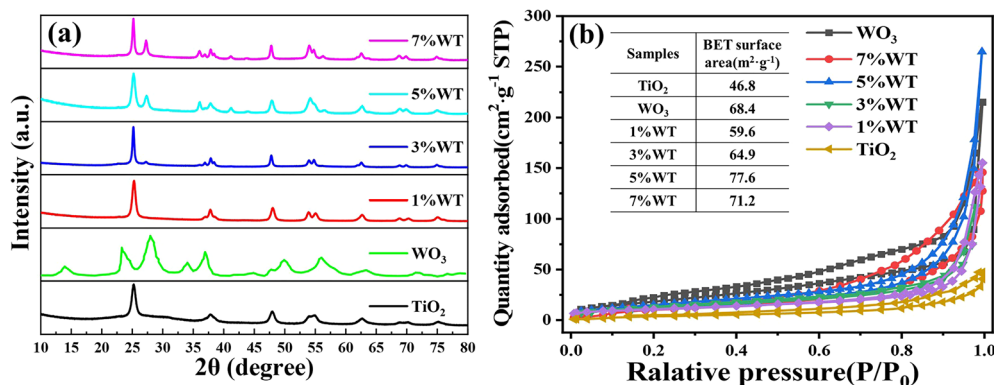 (a)
7%WT
5%WT
3%WT
1%WT
WO₃
TiO₂
Intensity (a.u.)
10 15 20 25 30 35 40 45 50 55 60 65 70 75 80
2θ (degree)
(b)
300
250
200
150
100
50
0
Quantity adsorbed(cm²·g⁻¹ STP)
Samples BET surface
area(m²·g⁻¹)
TiO₂ 46.8
WO₃ 68.4
1%WT 59.6
3%WT 64.9
5%WT 77.6
7%WT 71.2
WO₃
7%WT
5%WT
3%WT
1%WT
TiO₂
0.0 0.2 0.4 0.6 0.8 1.0
Ralative pressure(P/P₀)